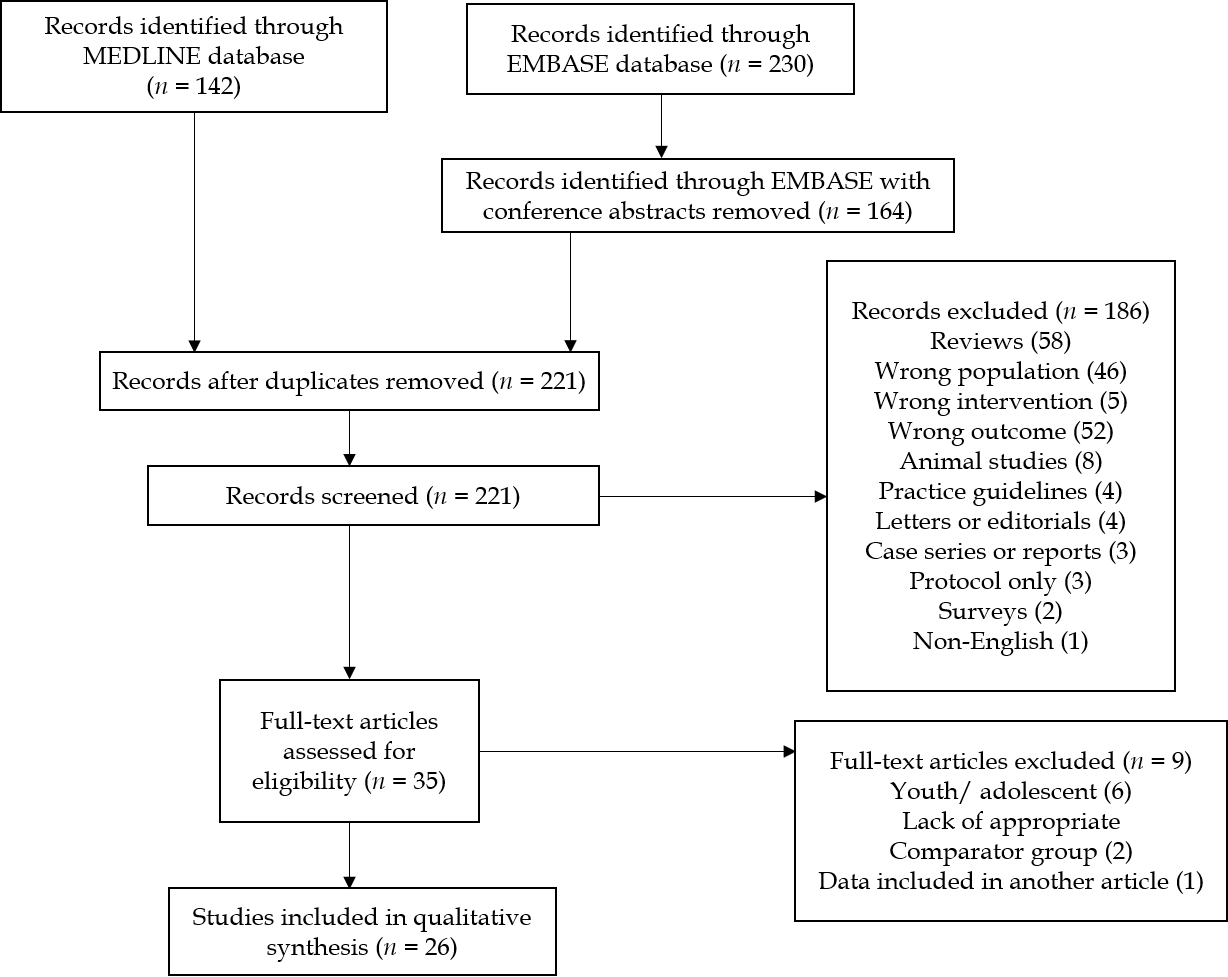 Records identified through
MEDLINE database
(n = 142)
Records identified through
EMBASE database (n = 230)
Records identified through EMBASE with
conference abstracts removed (n = 164)
Records after duplicates removed (n = 221)
Records screened (n = 221)
Records excluded (n = 186)
Reviews (58)
Wrong population (46)
Wrong intervention (5)
Wrong outcome (52)
Animal studies (8)
Practice guidelines (4)
Letters or editorials (4)
Case series or reports (3)
Protocol only (3)
Surveys (2)
Non-English (1)
Full-text articles
assessed for
eligibility (n = 35)
Full-text articles excluded (n = 9)
Youth/ adolescent (6)
Lack of appropriate
Comparator group (2)
Data included in another article (1)
Studies included in qualitative
synthesis (n = 26)